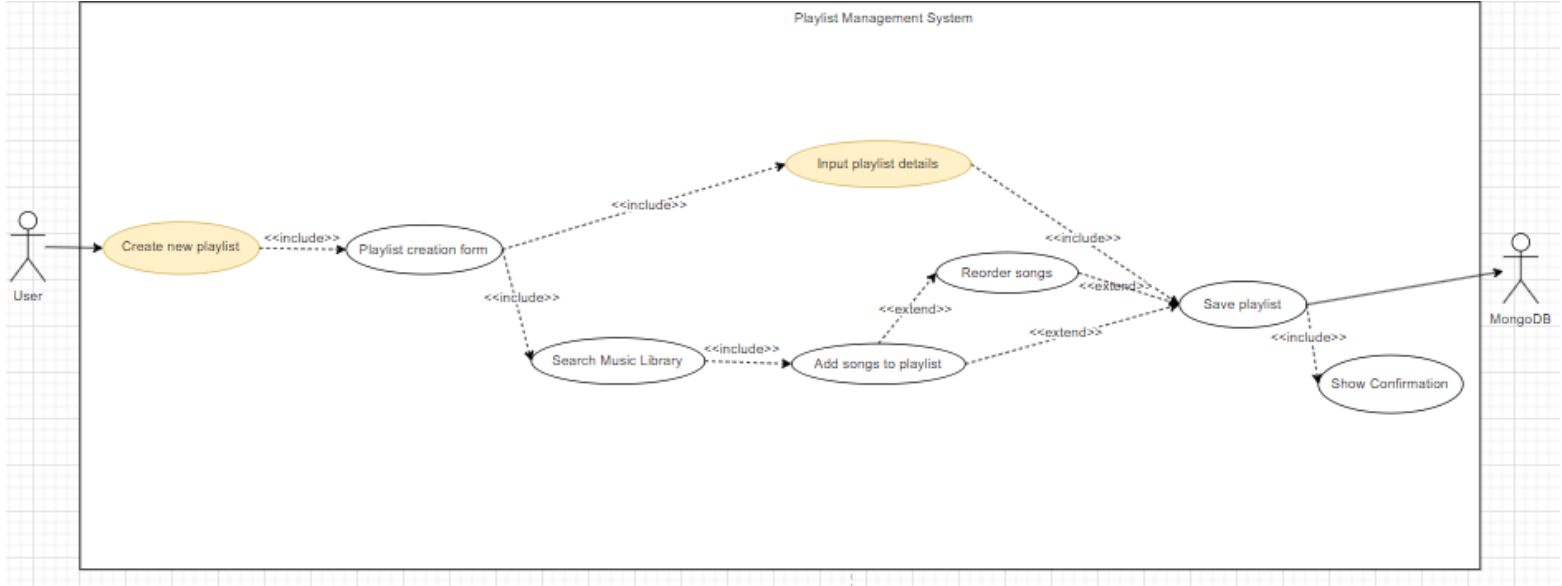 Playlist Management System
Input playlist details
<<include>>
Create new playlist
<<include>>
Playlist creation form
<<include>>
Reorder songs
<<extend>>
Save playlist
User
<<include>>
<<extend>>
MongoDB
<<extend>>
<<include>>
Search Music Library
<<include>>
Add songs to playlist
Show Confirmation